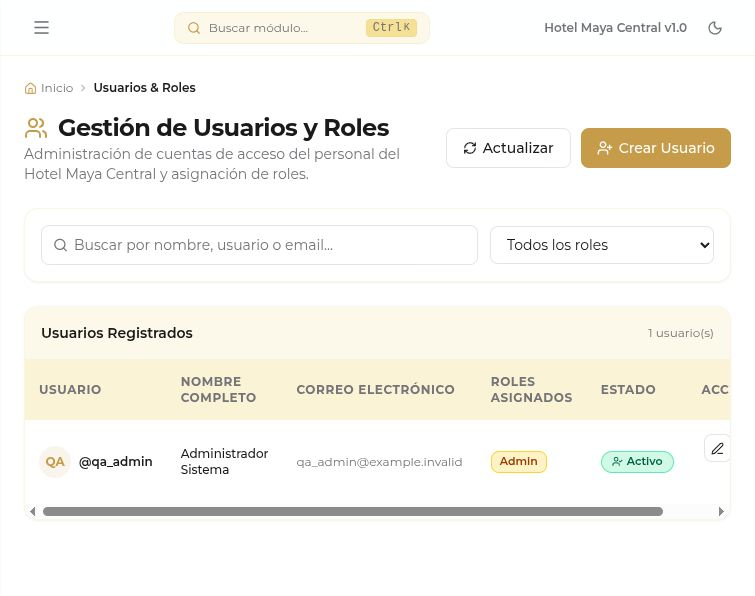 Buscar módulo...
Ctrl K
Hotel Maya Central v1.0
Inicio
Usuarios & Roles
Gestión de Usuarios y Roles
Administración de cuentas de acceso del personal del
Hotel Maya Central y asignación de roles.
Actualizar
Crear Usuario
Buscar por nombre, usuario o email...
Todos los roles
Usuarios Registrados
1 usuario(s)
USUARIO
NOMBRE
COMPLETO
CORREO ELECTRÓNICO
ROLES
ASIGNADOS
ESTADO
ACC
QA
@qa_admin
Administrador
Sistema
qa_admin@example.invalid
Admin
Activo